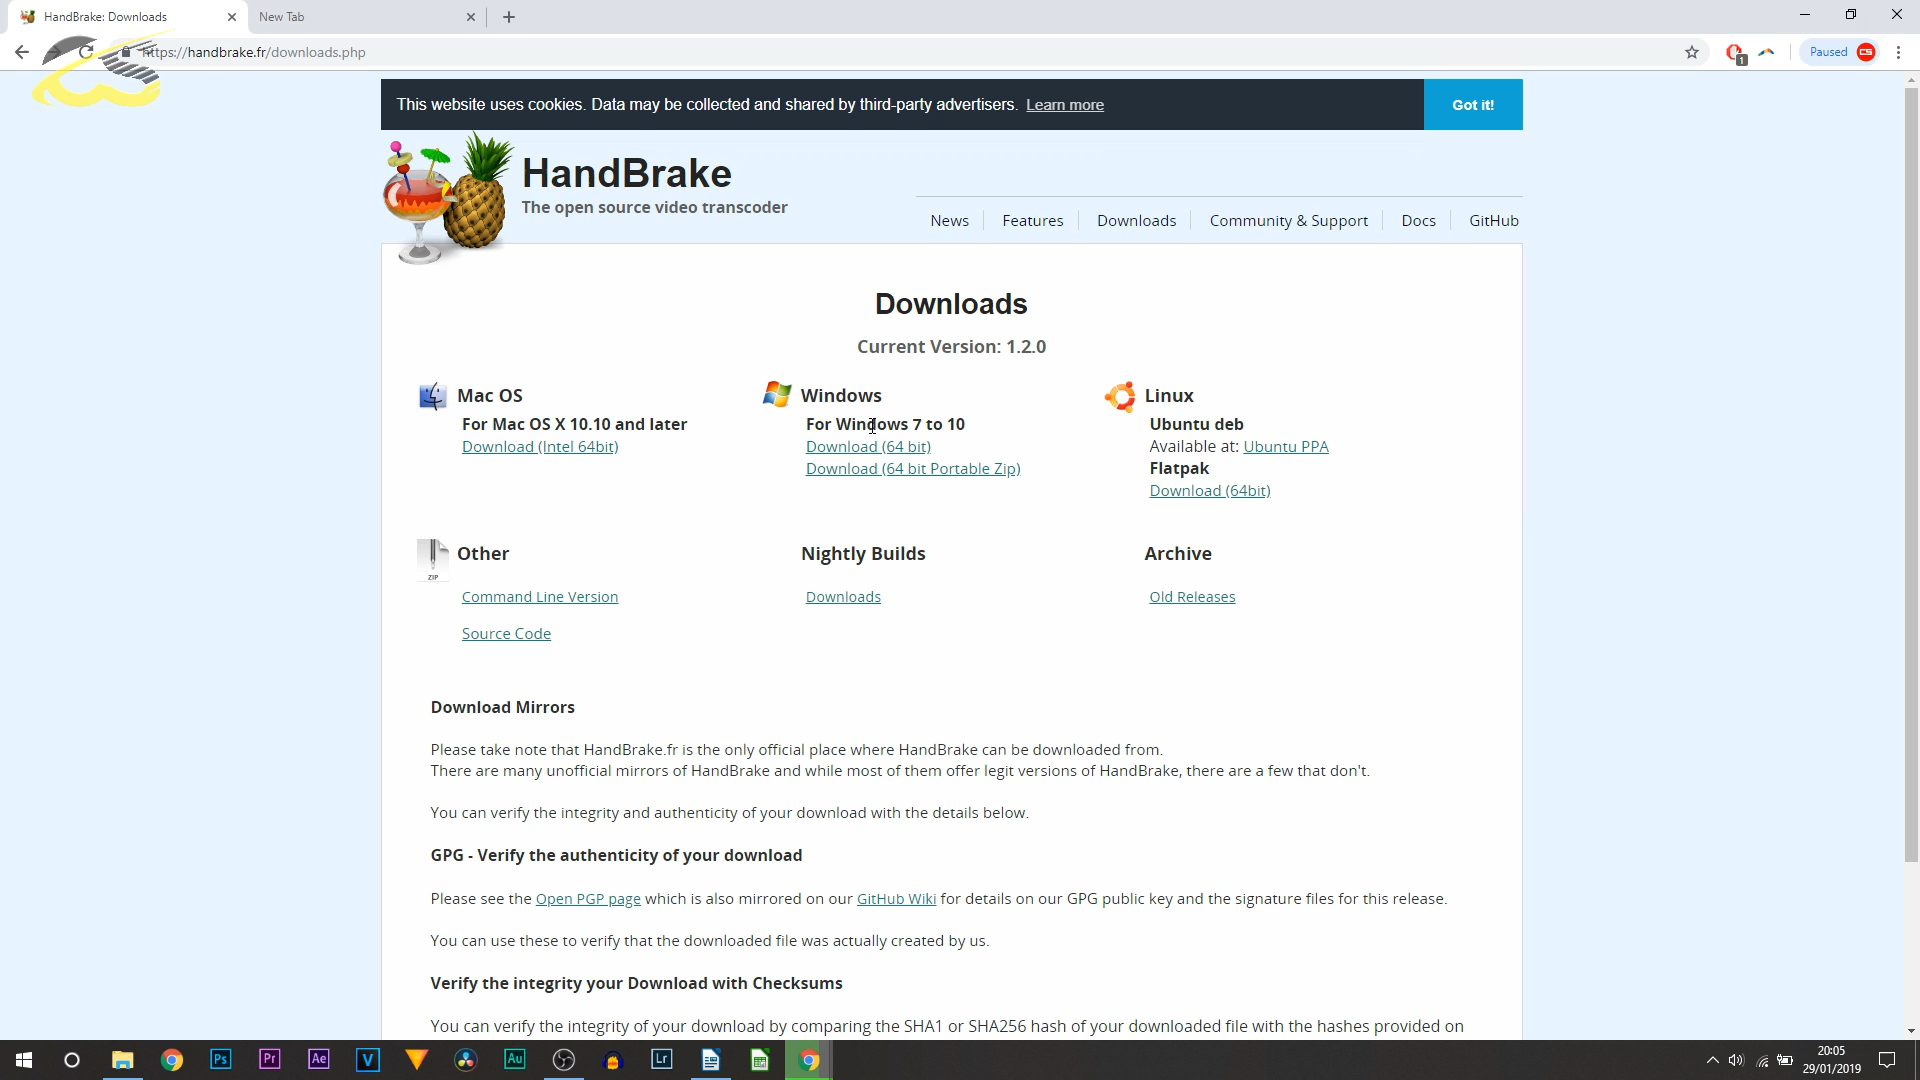 HandBrake: Downloads
New Tab
https://handbrake.fr/downloads.php
1
Paused
This website uses cookies. Data may be collected and shared by third-party advertisers. Learn more
Got it!
HandBrake
The open source video transcoder
News
Features
Downloads
Community & Support
Docs
GitHub
Downloads
Current Version: 1.2.0
Mac OS
For Mac OS X 10.10 and later
Download (Intel 64bit)
Windows
For Windows 7 to 10
Download (64 bit)
Download (64 bit Portable Zip)
Linux
Ubuntu deb
Available at: Ubuntu PPA
Flatpak
Download (64bit)
ZIP
Other
Command Line Version
Source Code
Nightly Builds
Downloads
Archive
Old Releases
Download Mirrors
Please take note that HandBrake.fr is the only official place where HandBrake can be downloaded from.
There are many unofficial mirrors of HandBrake and while most of them offer legit versions of HandBrake, there are a few that don't.
You can verify the integrity and authenticity of your download with the details below.
GPG - Verify the authenticity of your download
Please see the Open PGP page which is also mirrored on our GitHub Wiki for details on our GPG public key and the signature files for this release.
You can use these to verify that the downloaded file was actually created by us.
Verify the integrity your Download with Checksums
You can verify the integrity of your download by comparing the SHA1 or SHA256 hash of your downloaded file with the hashes provided on
Ps
Pr
Ae
V
Au
Lr
20:05
29/01/2019